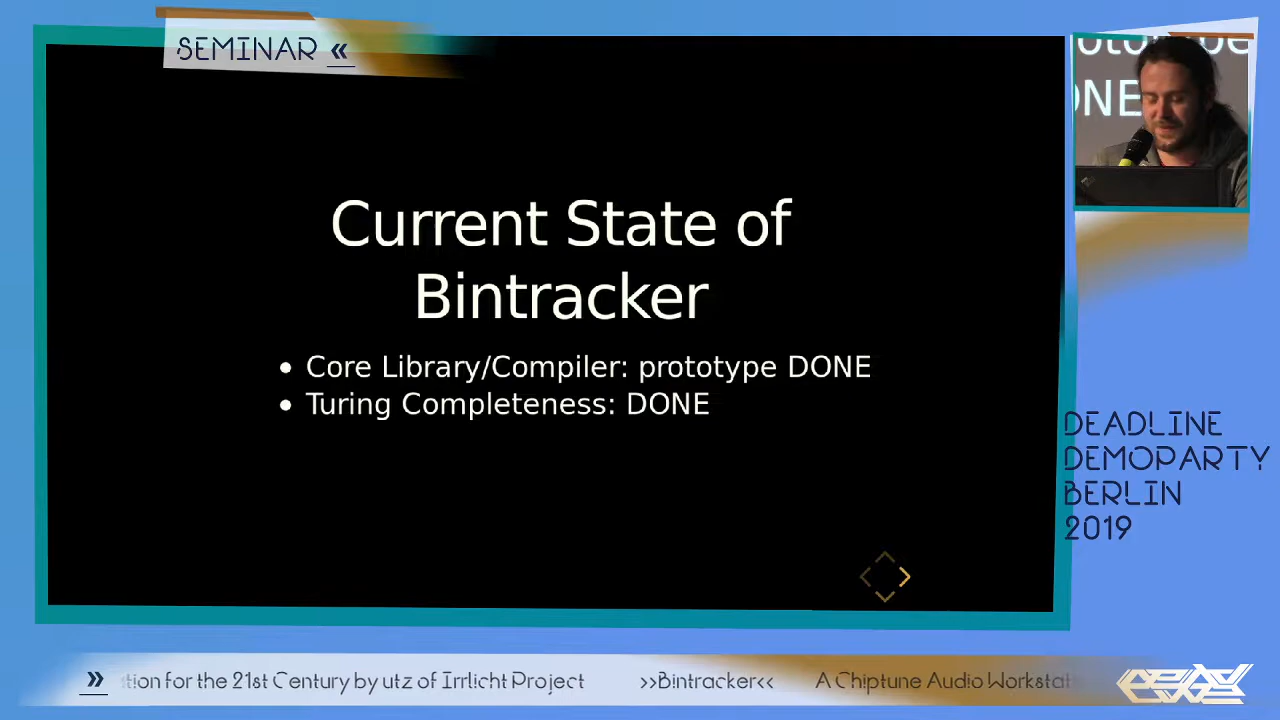 SEMINAR «
Current State of
Bintracker
• Core Library/Compiler: prototype DONE
• Turing Completeness: DONE
DEADLINE
DEMOPARTY
BERLIN
2019
» tion for the 21st Century by utz of Irrlicht Project >>Bintracker<< A Chiptune Audio Workstati